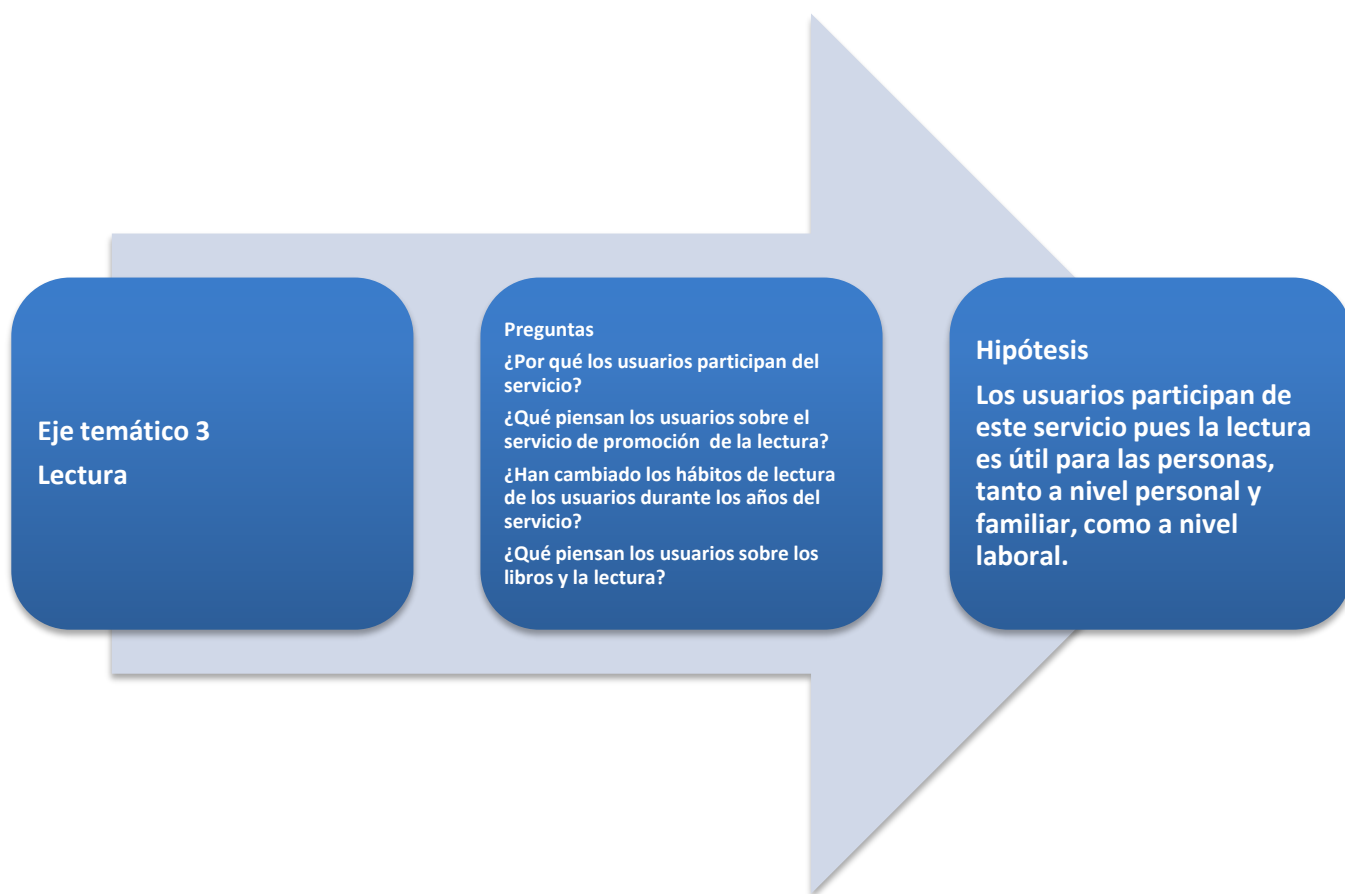 Eje temático 3
Lectura
Preguntas
¿Por qué los usuarios participan del
servicio?
¿Qué piensan los usuarios sobre el
servicio de promoción  de la lectura?
¿Han cambiado los hábitos de lectura
de los usuarios durante los años del
servicio?
¿Qué piensan los usuarios sobre los
libros y la lectura?
Hipótesis
Los usuarios participan de
este servicio pues la lectura
es útil para las personas,
tanto a nivel personal y
familiar, como a nivel
laboral.